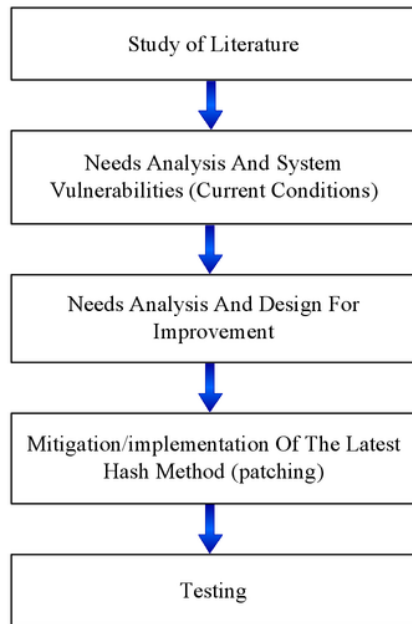 Study of Literature
Needs Analysis And System
Vulnerabilities (Current Conditions)
Needs Analysis And Design For
Improvement
Mitigation/implementation Of The Latest
Hash Method (patching)
Testing